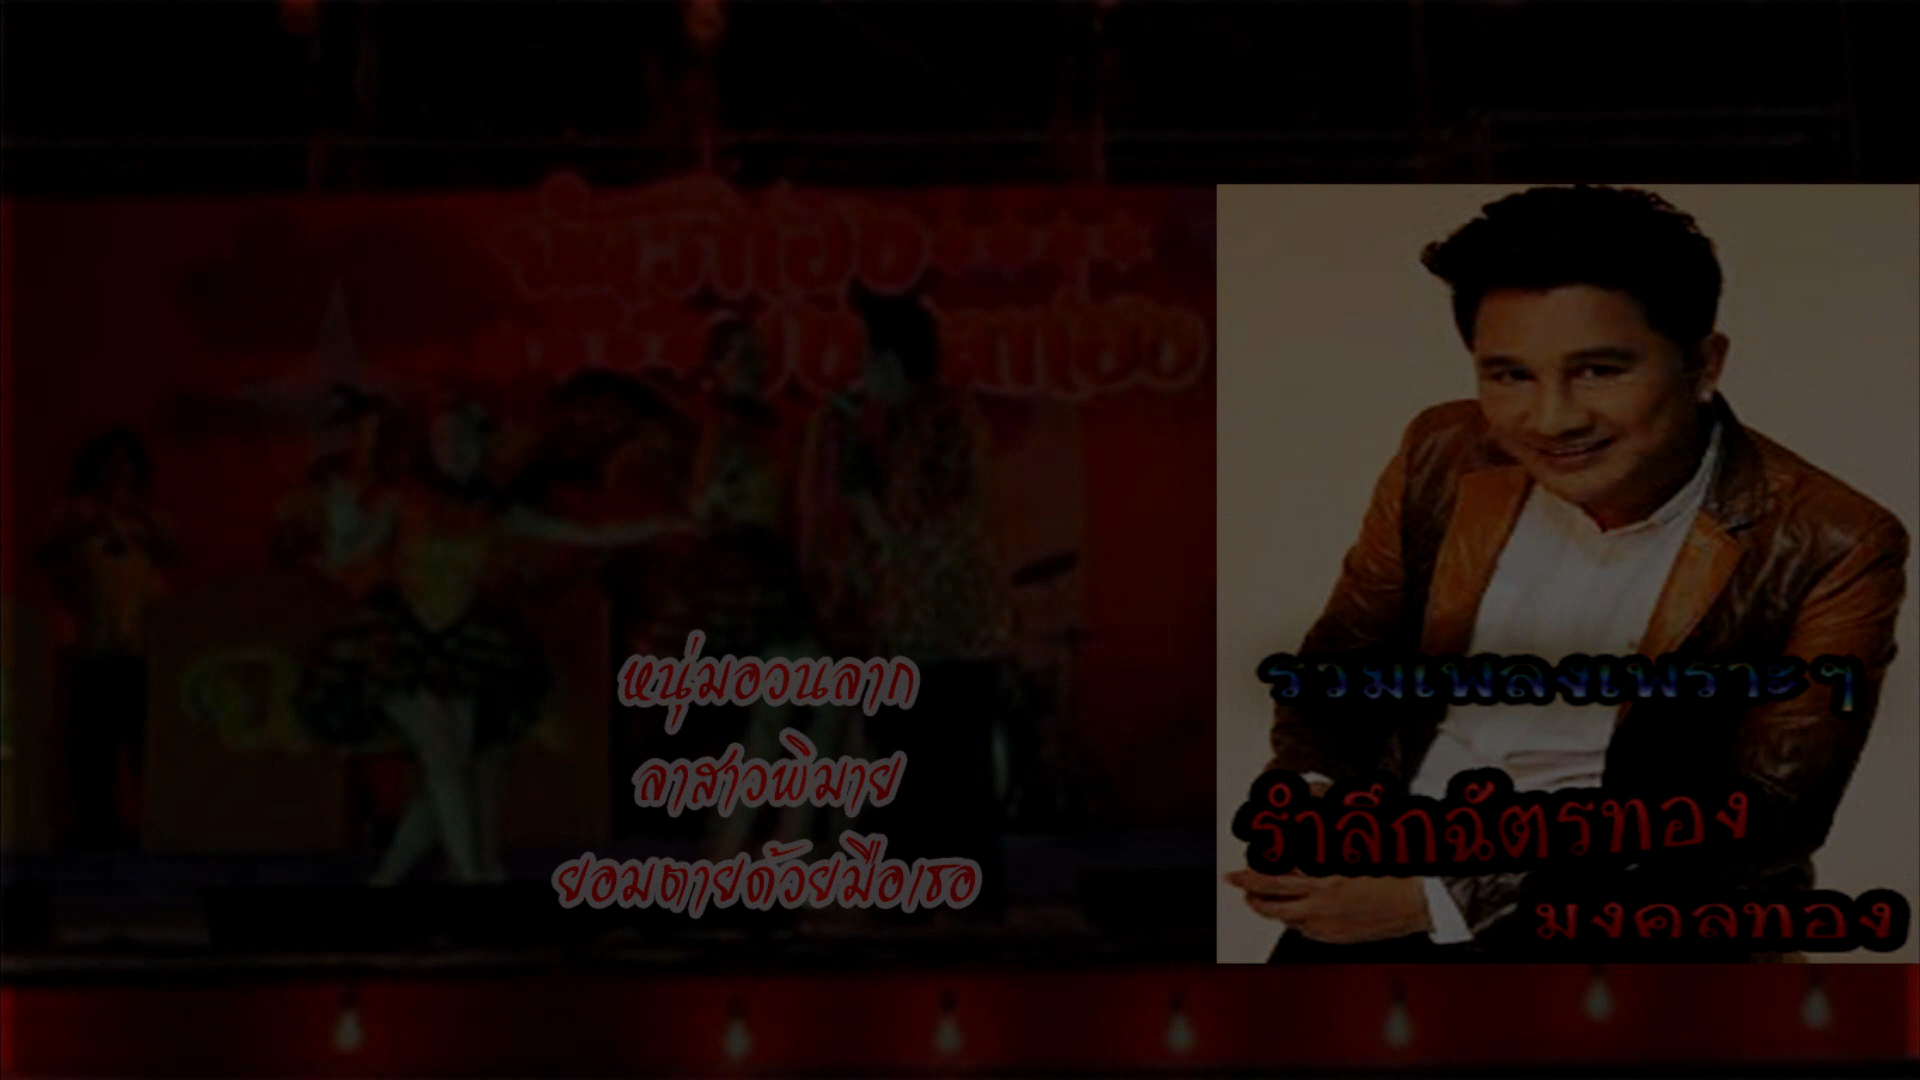 หนุ่มอวนลาก
ลาสาวพิมาย
ยอมตายด้วยมือเธอ
รวมเพลงเพราะๆ
รำลึกฉัตรทอง
มงคลทอง